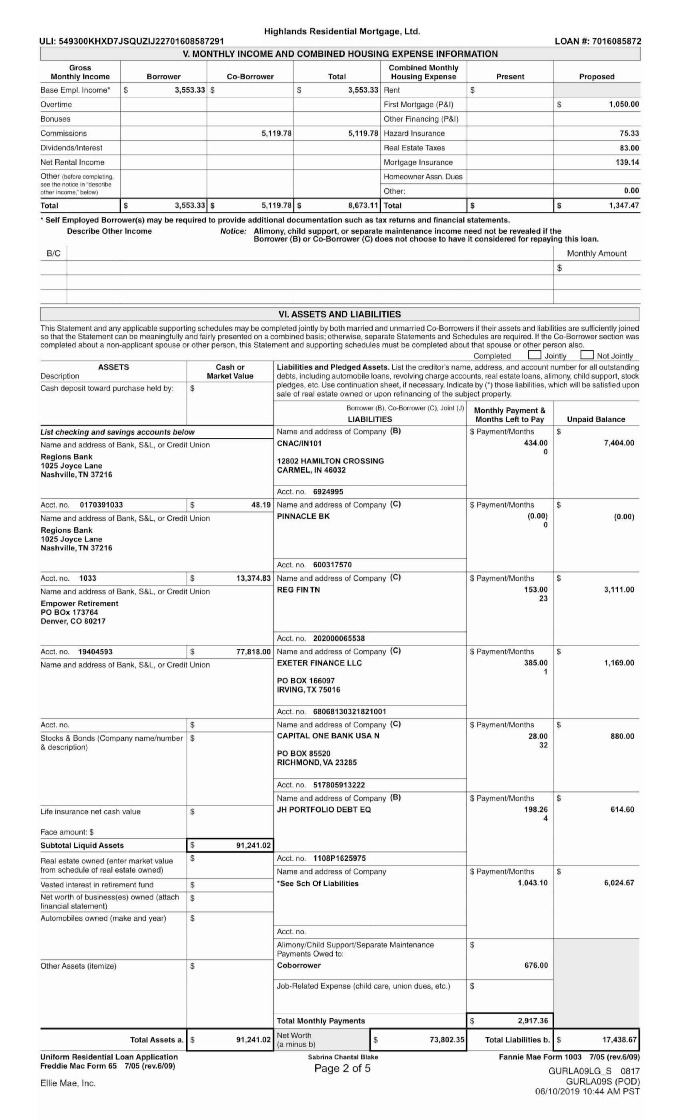 Highlands Residential Mortgage, Ltd.
ULI: 549300KHXD7JSQUZIJ22701608587291 LOAN #: 7016085872
V. MONTHLY INCOME AND COMBINED HOUSING EXPENSE INFORMATION
Gross Monthly Income Borrower Co-Borrower Total Combined Monthly Housing Expense Present Proposed
Base Empl. Income* $ 3,553.33 $ $ 3,553.33 Rent $
Overtime First Mortgage (P&I) $ 1,050.00
Bonuses Other Financing (P&I)
Commissions 5,119.78 5,119.78 Hazard Insurance 75.33
Dividends/Interest Real Estate Taxes 83.00
Net Rental Income Mortgage Insurance 139.14
Other (before completing, see the notice in "describe other income," below) Homeowner Assn. Dues
Other: 0.00
Total $ 3,553.33 $ 5,119.78 $ 8,673.11 Total $ $ 1,347.47
* Self Employed Borrower(s) may be required to provide additional documentation such as tax returns and financial statements.
Describe Other Income Notice: Alimony, child support, or separate maintenance income need not be revealed if the
Borrower (B) or Co-Borrower (C) does not choose to have it considered for repaying this loan.
B/C Monthly Amount
$
VI. ASSETS AND LIABILITIES
This Statement and any applicable supporting schedules may be completed jointly by both married and unmarried Co-Borrowers if their assets and liabilities are sufficiently joined
so that the Statement can be meaningfully and fairly presented on a combined basis; otherwise, separate Statements and Schedules are required. If the Co-Borrower section was
completed about a non-applicant spouse or other person, this Statement and supporting schedules must be completed about that spouse or other person also.
Completed Jointly Not Jointly
ASSETS Cash or Market Value
Description
Cash deposit toward purchase held by: $
Liabilities and Pledged Assets. List the creditor's name, address, and account number for all outstanding
debts, including automobile loans, revolving charge accounts, real estate loans, alimony, child support, stock
pledges, etc. Use continuation sheet, if necessary. Indicate by (*) those liabilities, which will be satisfied upon
sale of real estate owned or upon refinancing of the subject property.
Borrower (B), Co-Borrower (C), Joint (J)
LIABILITIES Monthly Payment & Months Left to Pay Unpaid Balance
List checking and savings accounts below Name and address of Company (B) $ Payment/Months $
Name and address of Bank, S&L, or Credit Union CNAC/IN101 434.00 7,404.00
0
Regions Bank
1025 Joyce Lane 12802 HAMILTON CROSSING
Nashville, TN 37216 CARMEL, IN 46032
Acct. no. 6924995
Acct. no. 0170391033 $ 48.19 Name and address of Company (C) $ Payment/Months $
Name and address of Bank, S&L, or Credit Union PINNACLE BK (0.00) (0.00)
0
Regions Bank
1025 Joyce Lane
Nashville, TN 37216
Acct. no. 600317570
Acct. no. 1033 $ 13,374.83 Name and address of Company (C) $ Payment/Months $
Name and address of Bank, S&L, or Credit Union REG FIN TN 153.00 3,111.00
23
Empower Retirement
PO BOx 173764
Denver, CO 80217
Acct. no. 202000065538
Acct. no. 19404593 $ 77,818.00 Name and address of Company (C) $ Payment/Months $
Name and address of Bank, S&L, or Credit Union EXETER FINANCE LLC 385.00 1,169.00
1
PO BOX 166097
IRVING, TX 75016
Acct. no. 68068130321821001
Acct. no. $ Name and address of Company (C) $ Payment/Months $
Stocks & Bonds (Company name/number $ CAPITAL ONE BANK USA N 28.00 880.00
& description) 32
PO BOX 85520
RICHMOND, VA 23285
Acct. no. 517805913222
Name and address of Company (B) $ Payment/Months $
Life insurance net cash value $ JH PORTFOLIO DEBT EQ 198.26 614.60
4
Face amount: $
Subtotal Liquid Assets $ 91,241.02
Real estate owned (enter market value $ Acct. no. 1108P1625975
from schedule of real estate owned) Name and address of Company $ Payment/Months $
Vested interest in retirement fund $ *See Sch Of Liabilities 1,043.10 6,024.67
Net worth of business(es) owned (attach $
financial statement)
Automobiles owned (make and year) $
Acct. no.
Alimony/Child Support/Separate Maintenance $
Payments Owed to:
Other Assets (itemize) $ Coborrower 676.00
Job-Related Expense (child care, union dues, etc.) $
Total Monthly Payments $ 2,917.36
Total Assets a. $ 91,241.02 Net Worth (a minus b) $ 73,802.35 Total Liabilities b. $ 17,438.67
Uniform Residential Loan Application Sabrina Chantal Blake Fannie Mae Form 1003 7/05 (rev.6/09)
Freddie Mac Form 65 7/05 (rev.6/09) Page 2 of 5
GURLA09LG_S 0817
Ellie Mae, Inc. GURLA09S (POD)
06/10/2019 10:44 AM PST